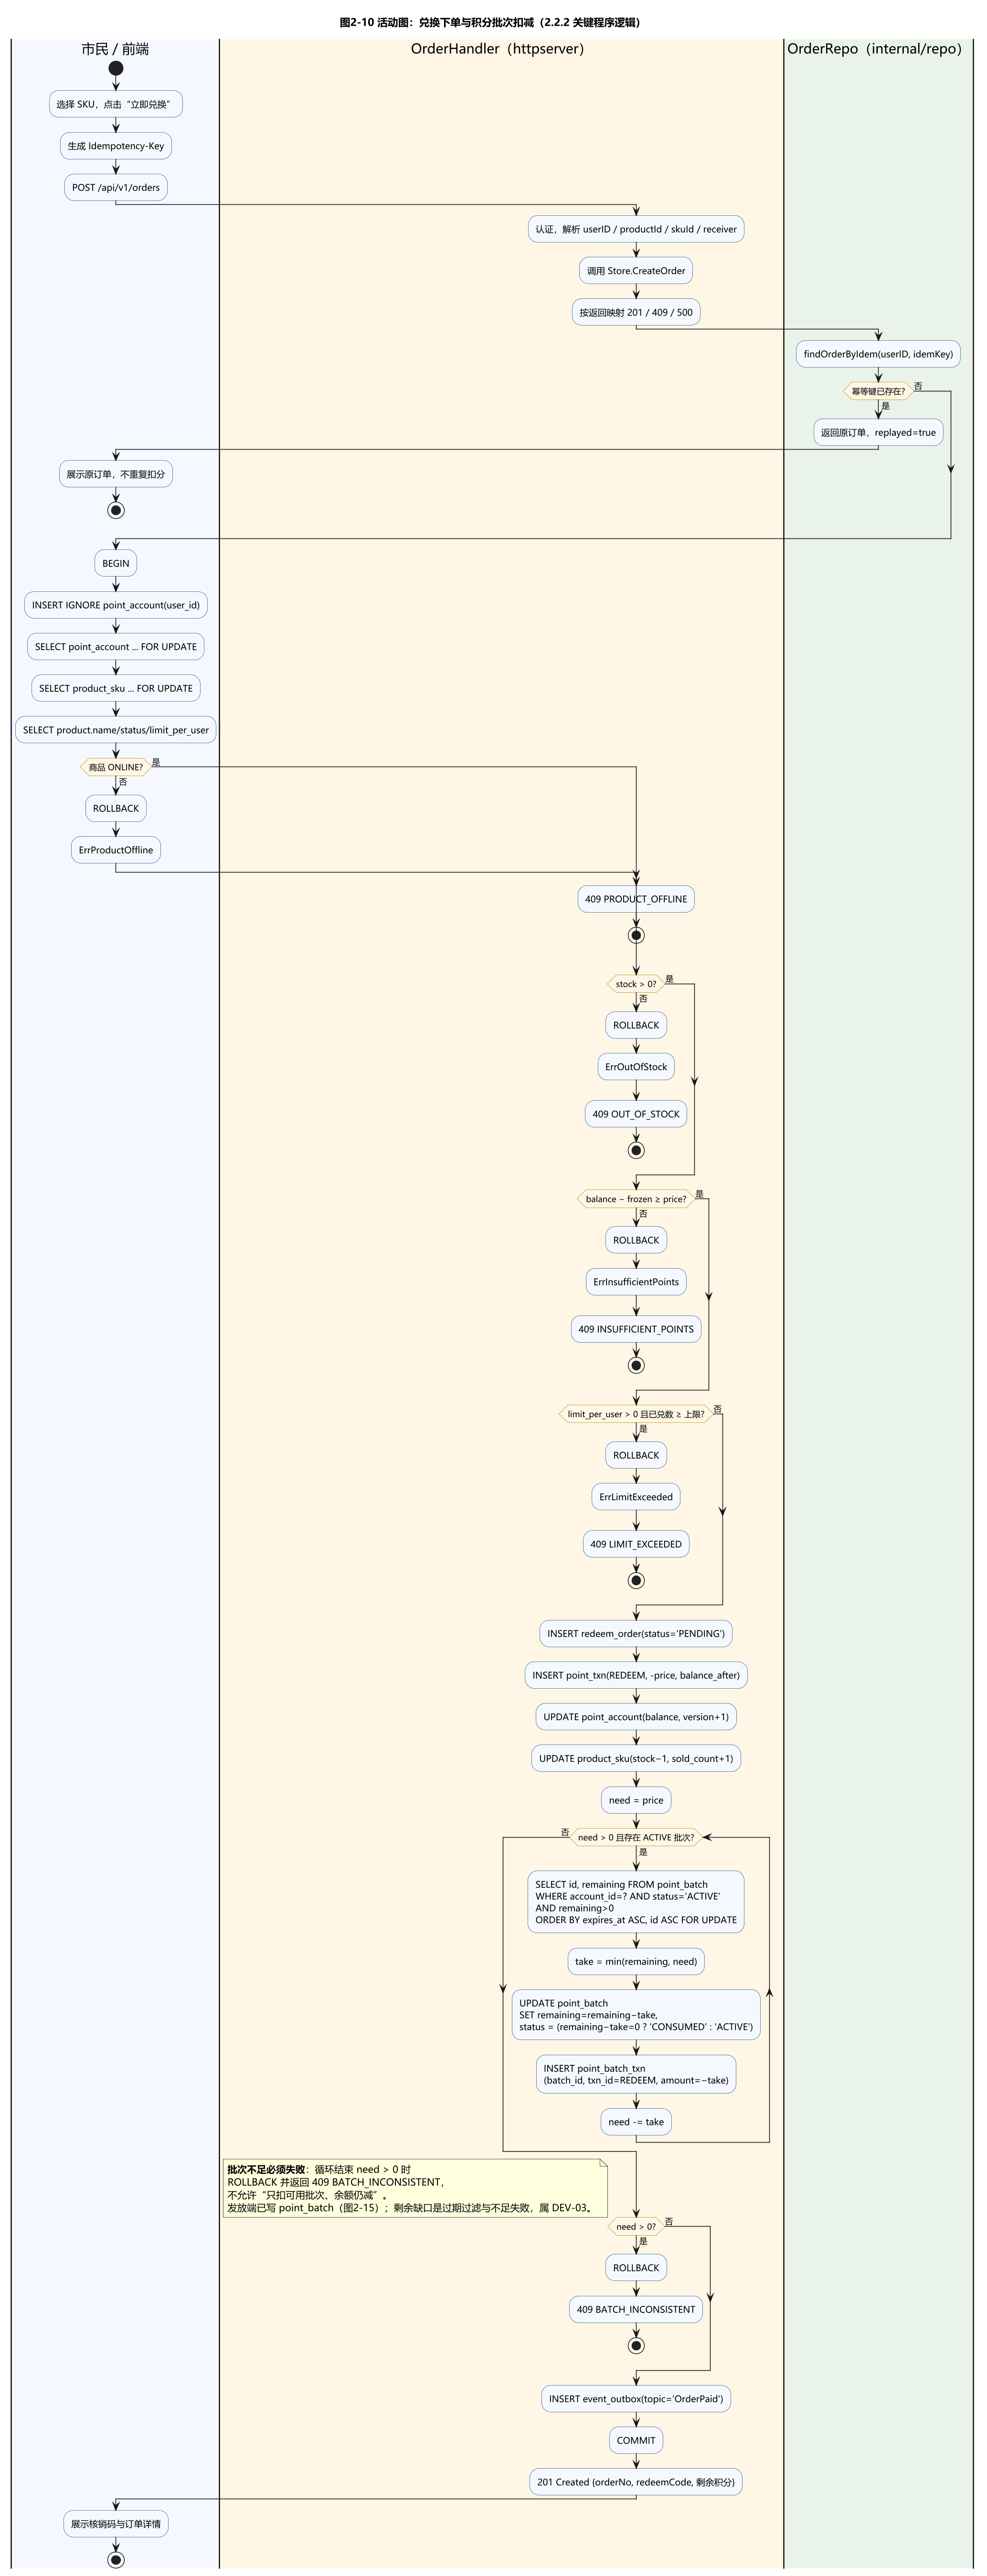 图2-10 活动图：兑换下单与积分批次扣减（2.2.2 关键程序逻辑）
市民 / 前端
OrderHandler（httpserver）
OrderRepo（internal/repo）
选择 SKU，点击“立即兑换”
生成 Idempotency-Key
POST /api/v1/orders
认证，解析 userID / productId / skuId / receiver
调用 Store.CreateOrder
按返回映射 201 / 409 / 500
findOrderByIdem(userID, idemKey)
幂等键已存在?
否
是
返回原订单，replayed=true
展示原订单，不重复扣分
BEGIN
INSERT IGNORE point_account(user_id)
SELECT point_account ... FOR UPDATE
SELECT product_sku ... FOR UPDATE
SELECT product.name/status/limit_per_user
商品 ONLINE?
是
否
ROLLBACK
ErrProductOffline
409 PRODUCT_OFFLINE
stock > 0?
是
否
ROLLBACK
ErrOutOfStock
409 OUT_OF_STOCK
balance − frozen ≥ price?
是
否
ROLLBACK
ErrInsufficientPoints
409 INSUFFICIENT_POINTS
limit_per_user > 0 且已兑数 ≥ 上限?
否
是
ROLLBACK
ErrLimitExceeded
409 LIMIT_EXCEEDED
INSERT redeem_order(status='PENDING')
INSERT point_txn(REDEEM, -price, balance_after)
UPDATE point_account(balance, version+1)
UPDATE product_sku(stock−1, sold_count+1)
need = price
否
need > 0 且存在 ACTIVE 批次?
是
SELECT id, remaining FROM point_batch
WHERE account_id=? AND status='ACTIVE'
AND remaining>0
ORDER BY expires_at ASC, id ASC FOR UPDATE
take = min(remaining, need)
UPDATE point_batch
SET remaining=remaining−take,
status = (remaining−take=0 ? 'CONSUMED' : 'ACTIVE')
INSERT point_batch_txn
(batch_id, txn_id=REDEEM, amount=−take)
need -= take
批次不足必须失败：循环结束 need > 0 时
ROLLBACK 并返回 409 BATCH_INCONSISTENT，
不允许“只扣可用批次、余额仍减”。
发放端已写 point_batch（图2-15）；剩余缺口是过期过滤与不足失败，属 DEV-03。
need > 0?
否
是
ROLLBACK
409 BATCH_INCONSISTENT
INSERT event_outbox(topic='OrderPaid')
COMMIT
201 Created {orderNo, redeemCode, 剩余积分}
展示核销码与订单详情